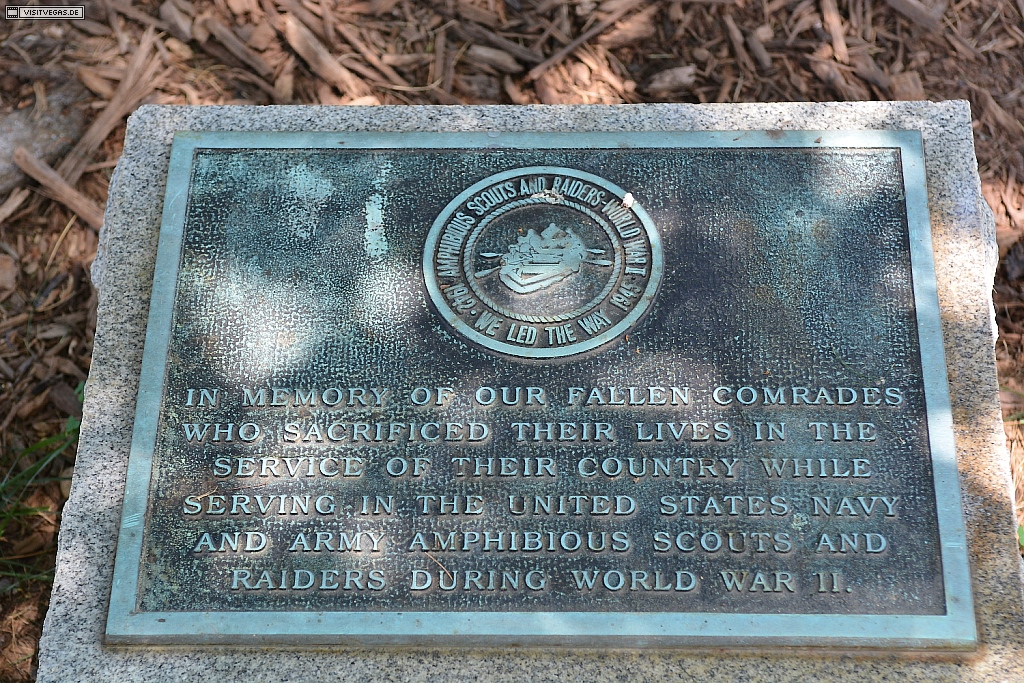 VISITVEGAS.DE
AMPHIBIOUS SCOUTS AND RAIDERS-WORLD WAR II
1942. WE LED THE WAY 194
IN MEMORY OF OUR FALLEN COMRADES
WHO SACRIFICED THEIR LIVES IN THE
SERVICE OF THEIR COUNTRY WHILE
SERVING IN THE UNITED STATES NAVY
AND ARMY AMPHIBIOUS SCOUTS AND
RAIDERS DURING WORLD WAR II.